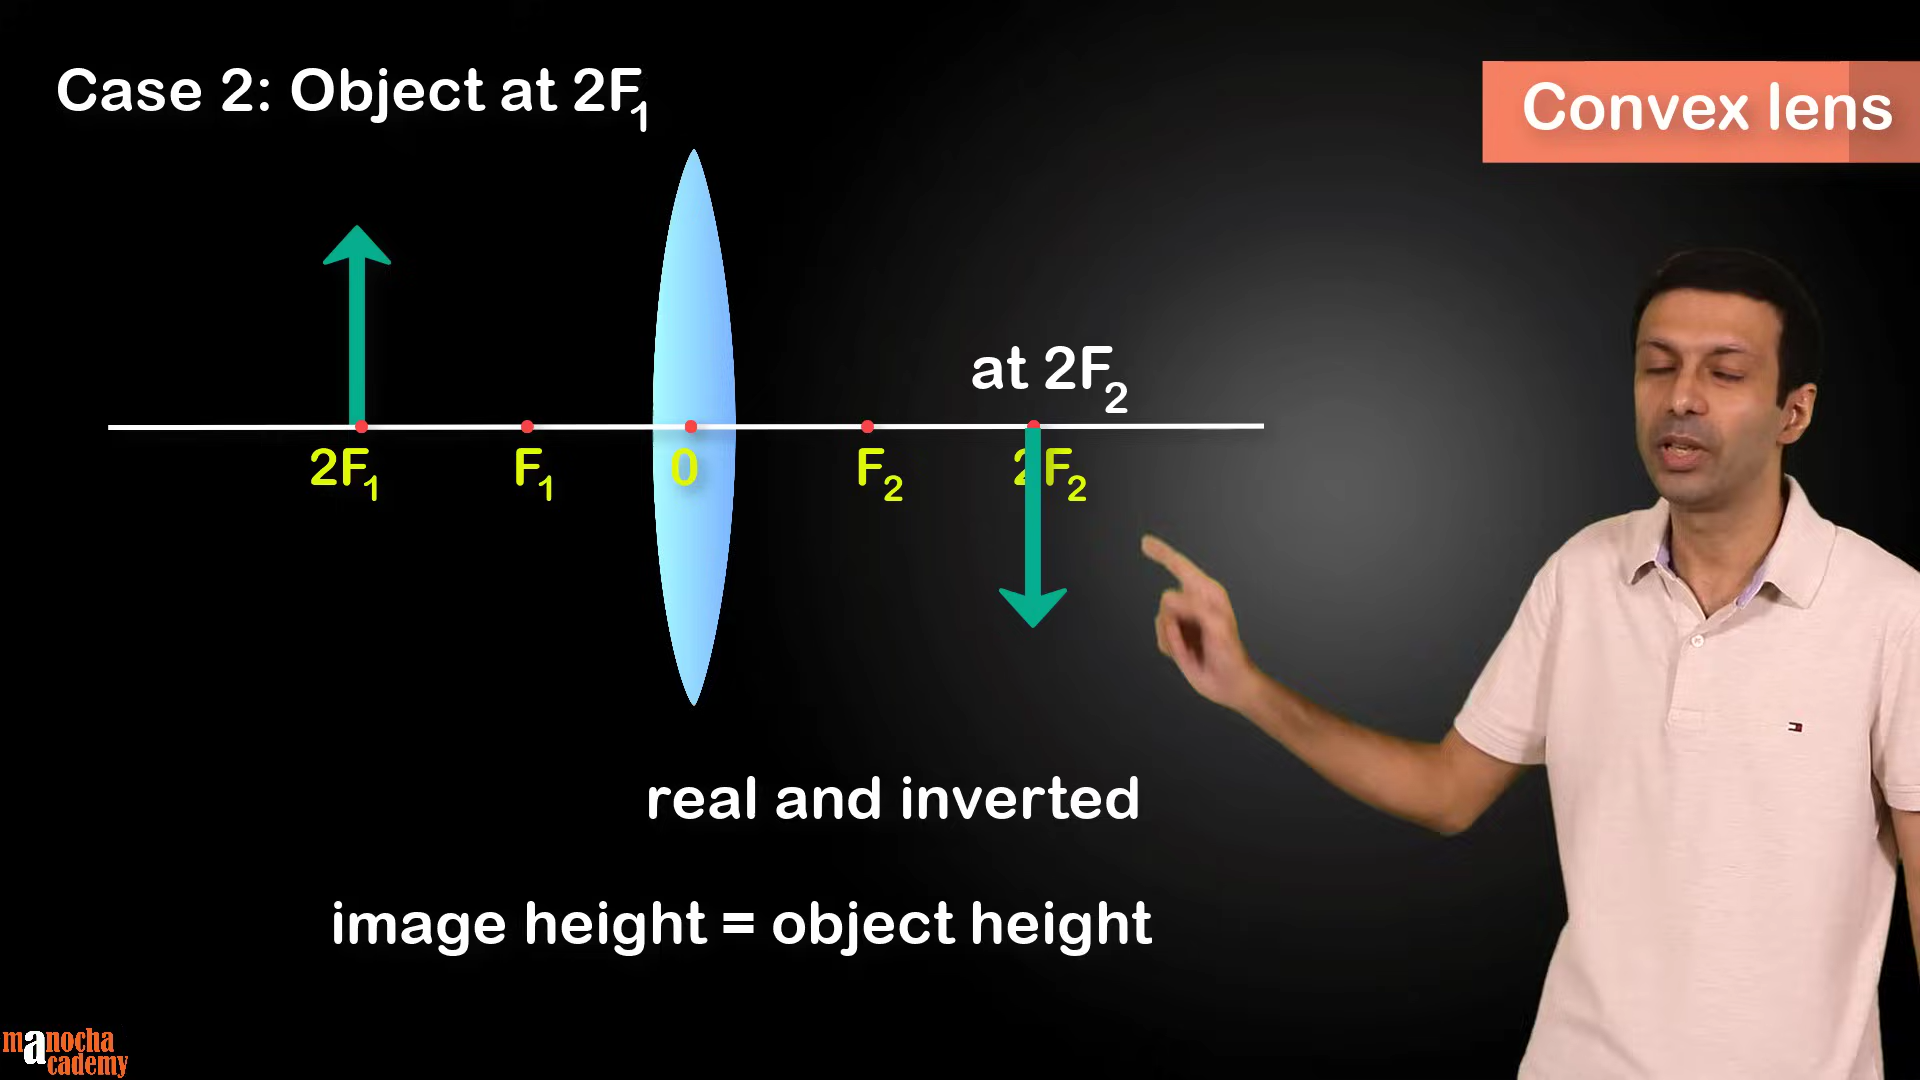 Case 2: Object at 2F₁
Convex lens
at 2F₂
2F₁ F₁ 0 F₂ 2F₂
real and inverted
image height = object height
manocha
academy